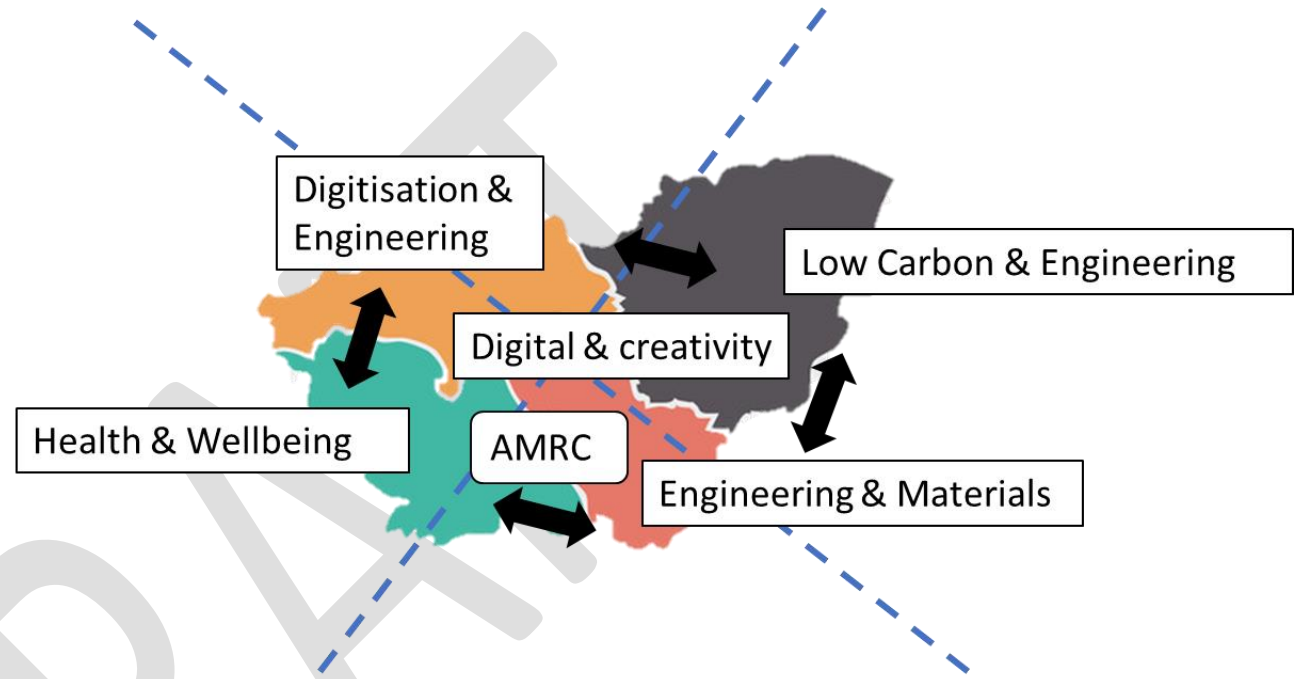 Digitisation &
Engineering
Low Carbon & Engineering
Digital & creativity
Health & Wellbeing
AMRC
Engineering & Materials
DRAFT